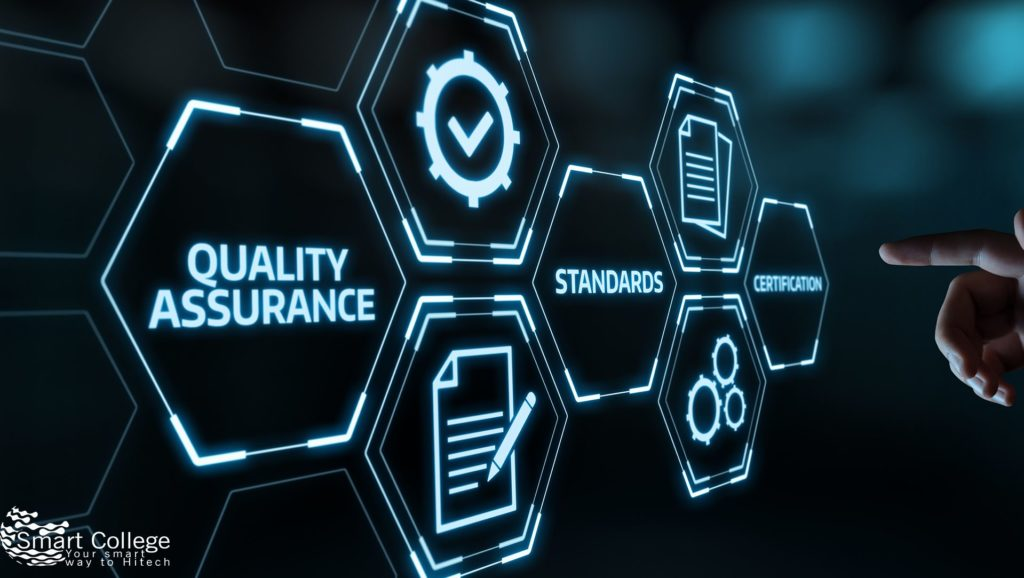 QUALITY
ASSURANCE
STANDARDS
CERTIFICATION
Smart College
Your smart
way to Hitech